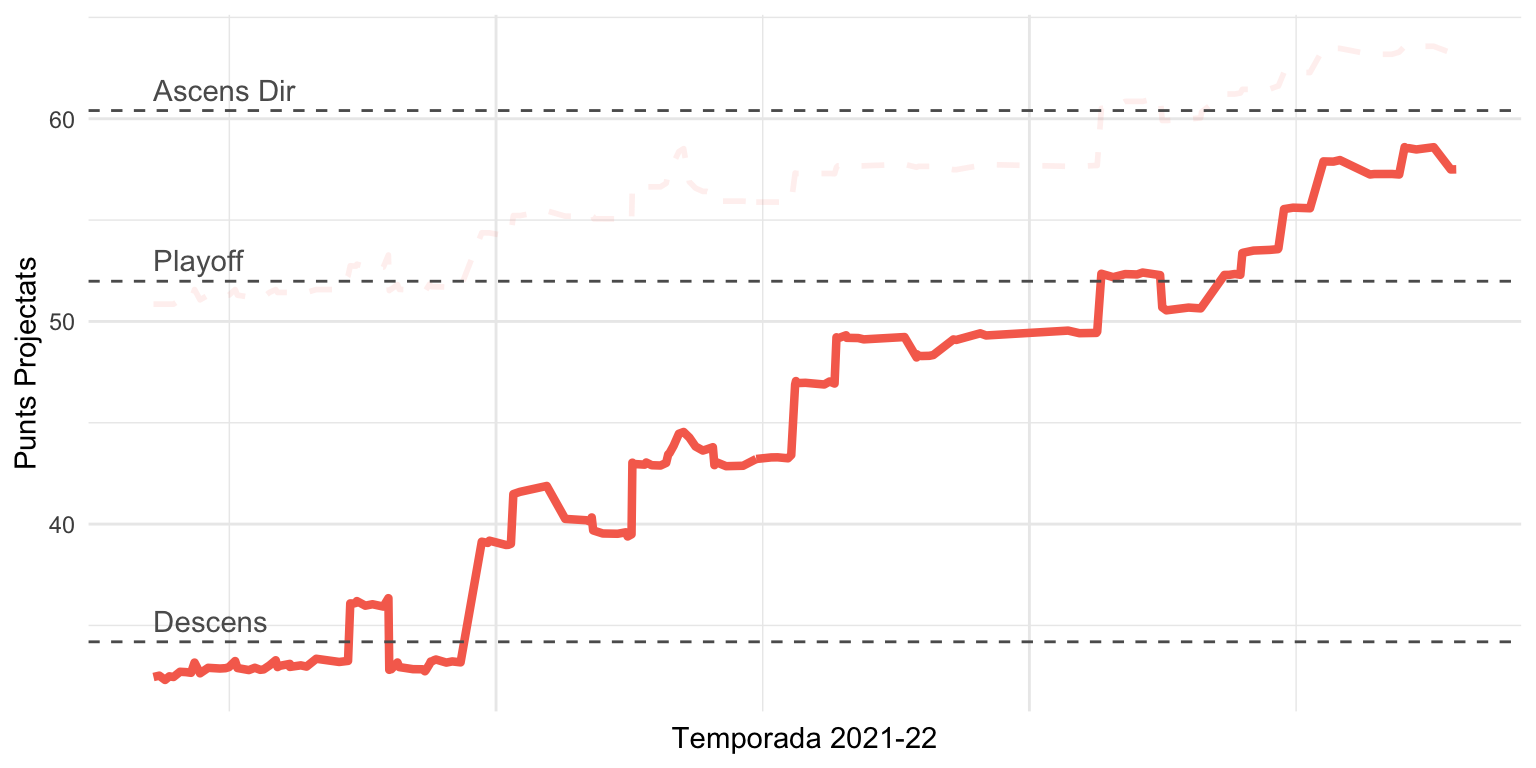 Ascens Dir
60
Playoff
50
40
Descens
Punts Projectats
Temporada 2021-22